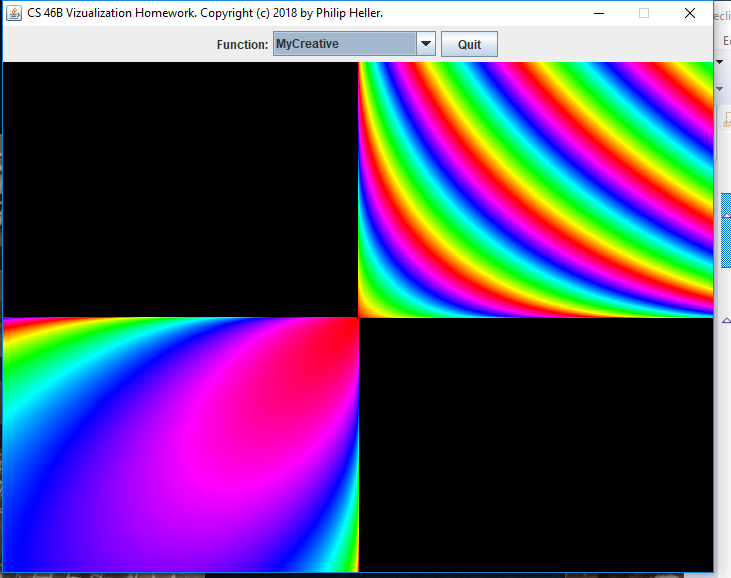 CS 46B Vizualization Homework. Copyright (c) 2018 by Philip Heller.
Function: MyCreative Quit